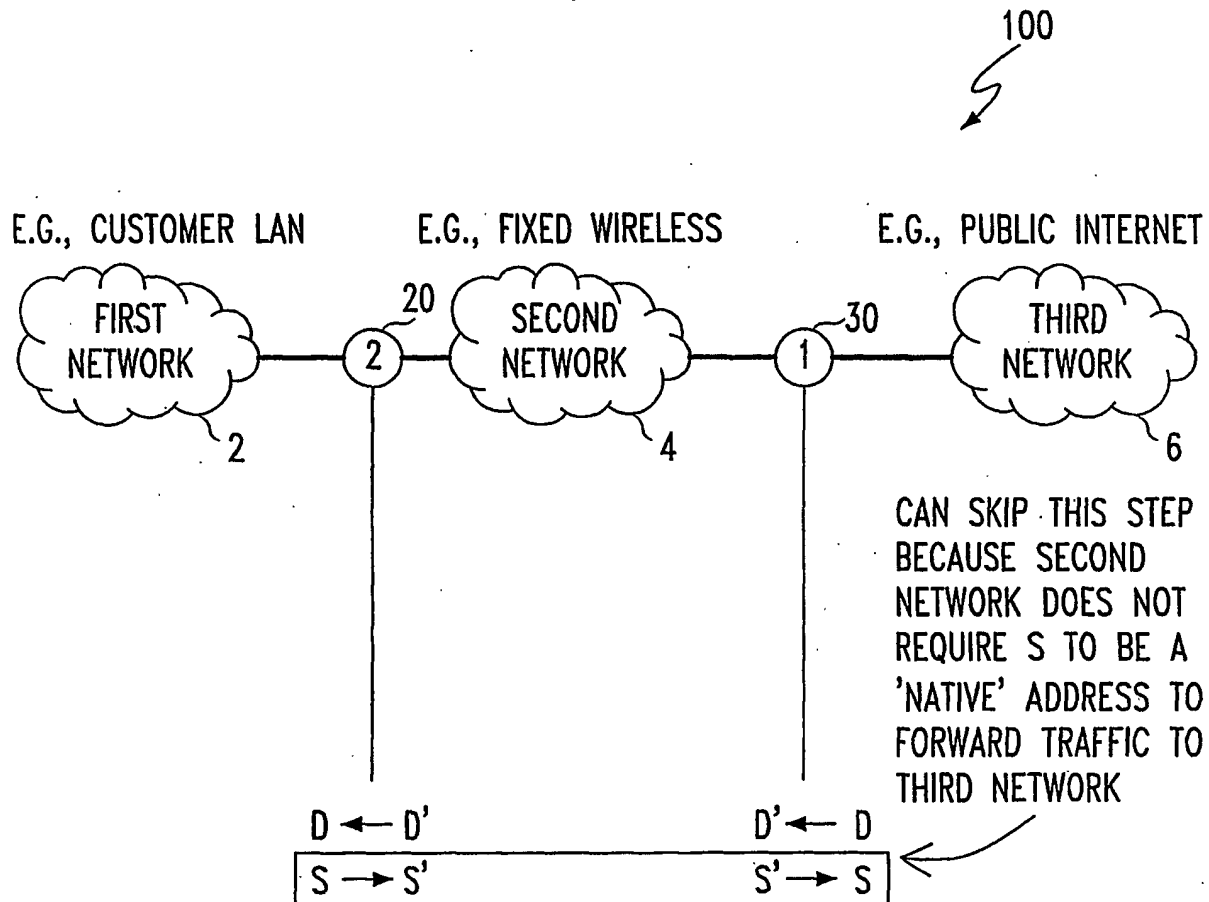 100
E.G., CUSTOMER LAN
E.G., FIXED WIRELESS
E.G., PUBLIC INTERNET
FIRST NETWORK
2
20
2
SECOND NETWORK
4
30
1
THIRD NETWORK
6
CAN SKIP THIS STEP
BECAUSE SECOND
NETWORK DOES NOT
REQUIRE S TO BE A
'NATIVE' ADDRESS TO
FORWARD TRAFFIC TO
THIRD NETWORK
D ← D'
D' ← D
S → S'
S' → S